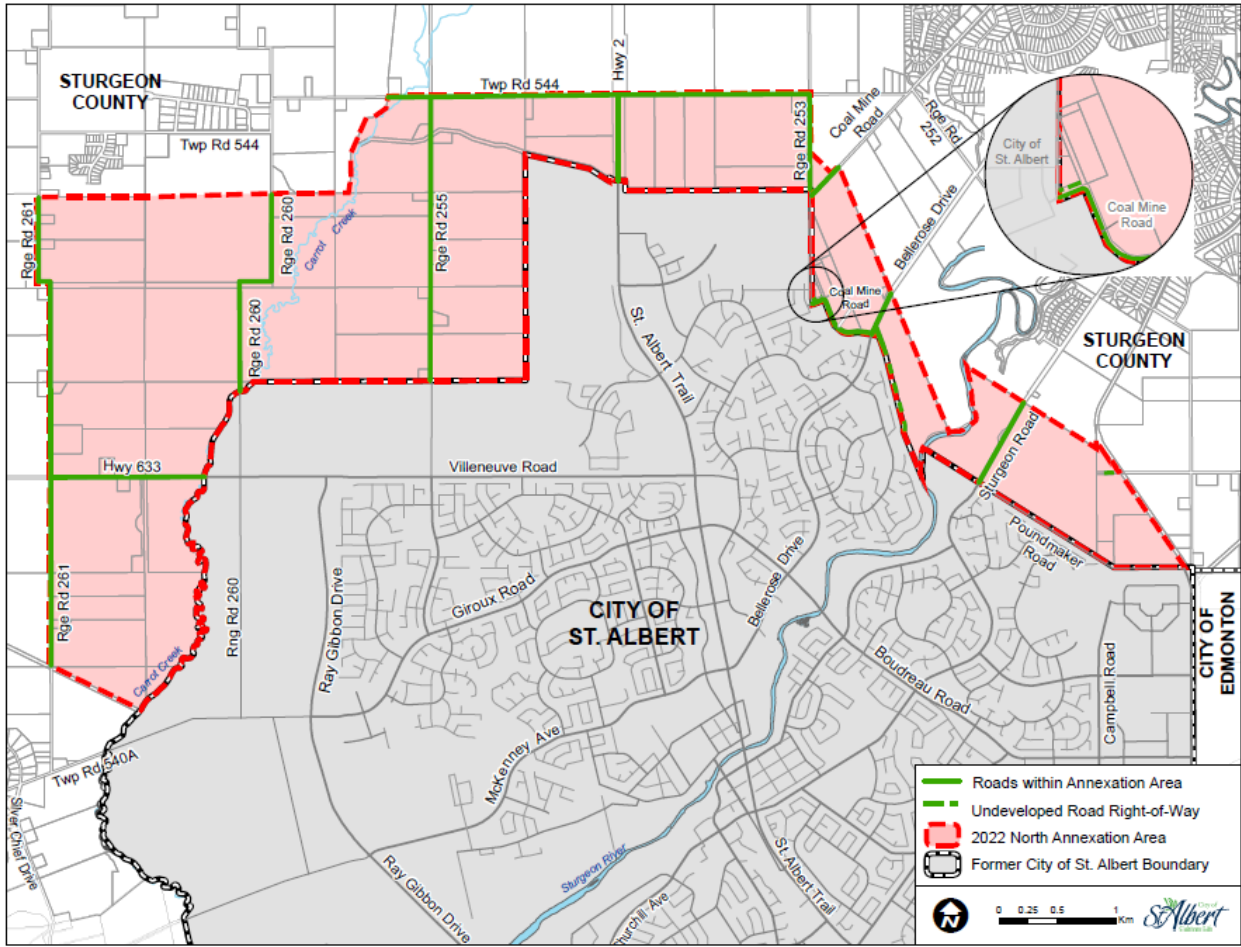 STURGEON
COUNTY
Twp Rd 544
Hwy 2
Twp Rd 544
Coal Mine
Road
Rge Rd
252
Rge Rd 253
City of
St. Albert
Coal Mine
Road
Rge Rd 261
Rge Rd 260
Carrot Creek
Rge Rd 255
Bellerose Drive
Rge Rd 260
Coal Mine
Road
St. Albert Trail
STURGEON
COUNTY
Hwy 633
Villeneuve Road
Sturgeon Road
Poundmaker
Road
Rge Rd 261
Rng Rd 260
Ray Gibbon Drive
Giroux Road
Bellerose Drive
CITY OF
ST. ALBERT
Boudreau Road
Campbell Road
CITY OF
EDMONTON
Carrot Creek
Twp Rd 540A
Silver Chief Drive
McKenney Ave
Ray Gibbon Drive
Sturgeon River
Churchill Ave
St. Albert Trail
Roads within Annexation Area
Undeveloped Road Right-of-Way
2022 North Annexation Area
Former City of St. Albert Boundary
N
0 0.25 0.5 1
Km
City of
St. Albert